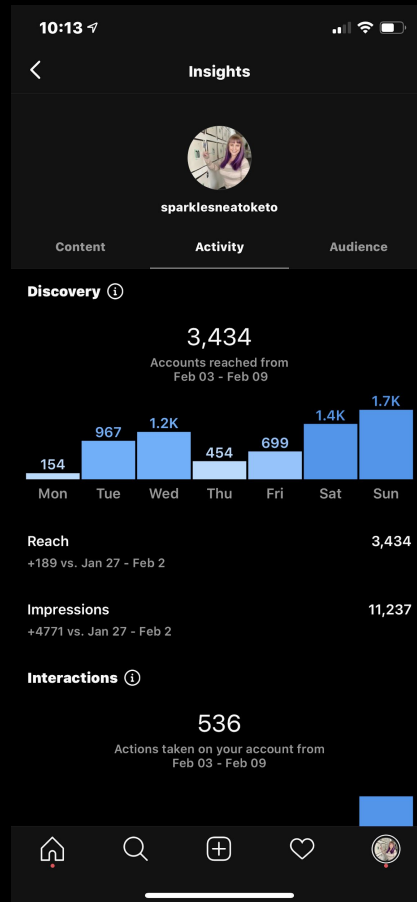 10:13
Insights
sparklesneatoketo
Content Activity Audience
Discovery
3,434
Accounts reached from
Feb 03 - Feb 09
154 967 1.2K 454 699 1.4K 1.7K
Mon Tue Wed Thu Fri Sat Sun
Reach 3,434
+189 vs. Jan 27 - Feb 2
Impressions 11,237
+4771 vs. Jan 27 - Feb 2
Interactions
536
Actions taken on your account from
Feb 03 - Feb 09